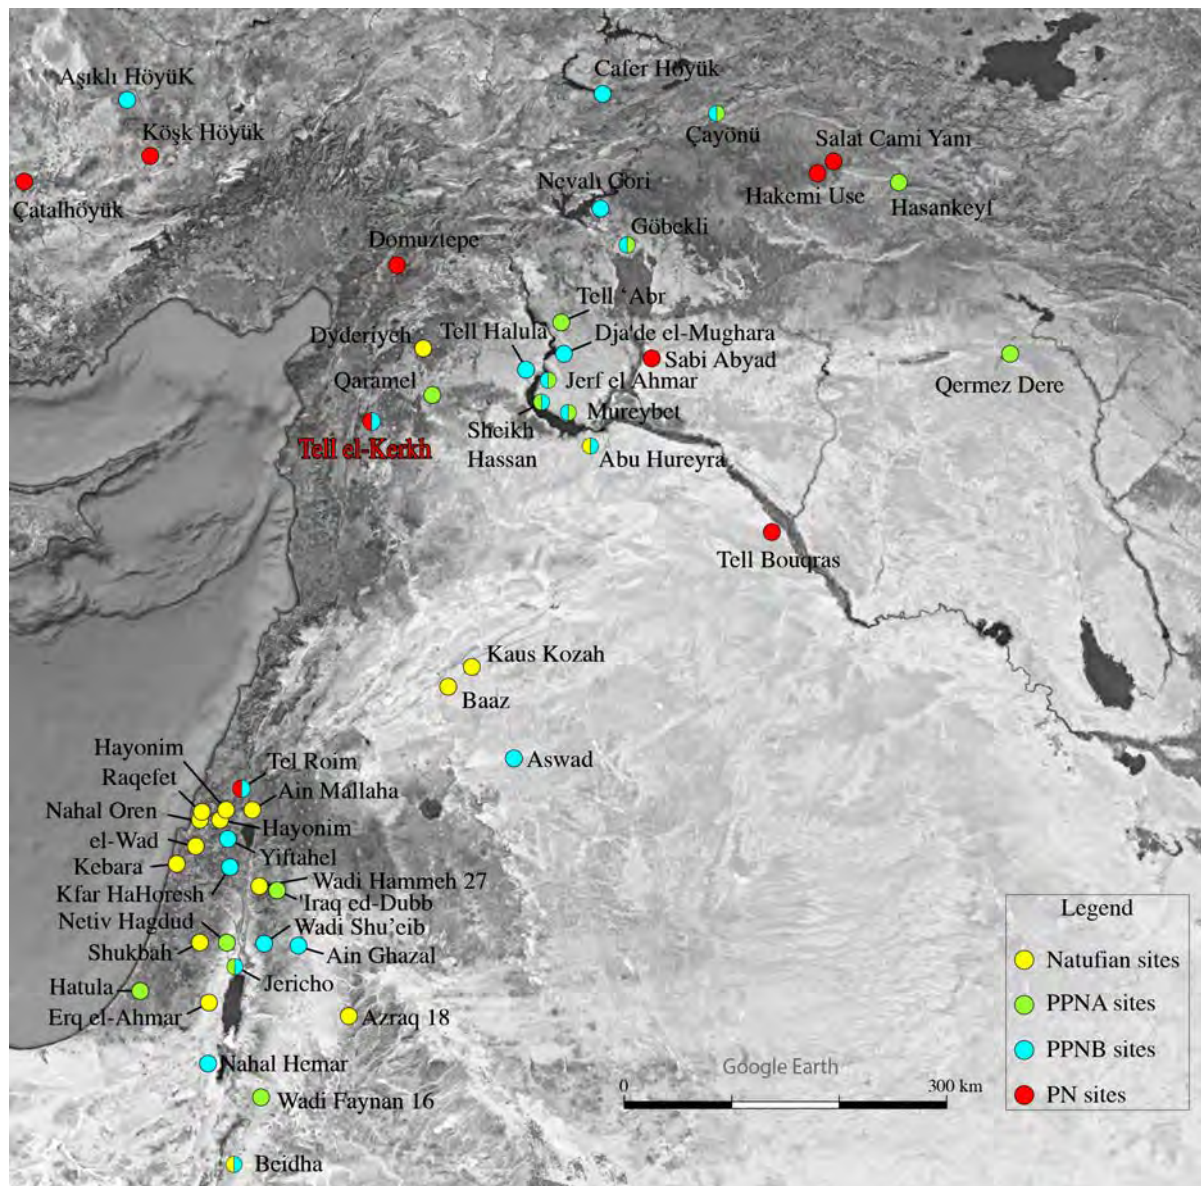 Aşıklı HöyüK
Cafer Höyük
Köşk Höyük
Çayönü
Salat Cami Yanı
Çatalhöyük
Nevalı Çori
Hakemi Use
Hasankeyf
Göbekli
Domuztepe
Tell ‘Abr
Dyderiyeh
Tell Halula
Dja'de el-Mughara
Sabi Abyad
Qaramel
Jerf el Ahmar
Qermez Dere
Mureybet
Tell el-Kerkh
Sheikh
Hassan
Abu Hureyra
Tell Bouqras
Kaus Kozah
Baaz
Hayonim
Tel Roim
Aswad
Raqefet
Ain Mallaha
Nahal Oren
Hayonim
el-Wad
Yiftahel
Kebara
Wadi Hammeh 27
Kfar HaHoresh
'Iraq ed-Dubb
Netiv Hagdud
Wadi Shu’eib
Shukbah
Ain Ghazal
Jericho
Hatula
Erq el-Ahmar
Azraq 18
Nahal Hemar
Wadi Faynan 16
Beidha
Google Earth
0 300 km
Legend
Natufian sites
PPNA sites
PPNB sites
PN sites